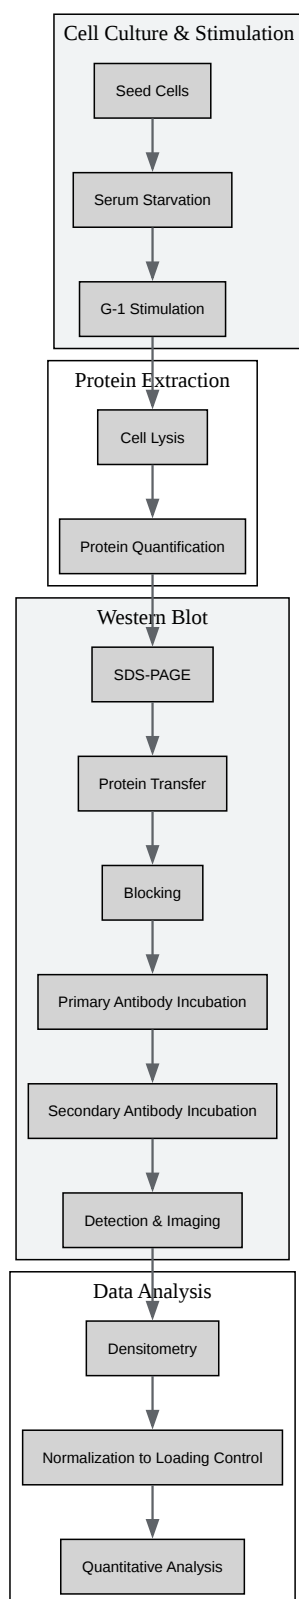 Cell Culture & Stimulation
Seed Cells
Serum Starvation
G-1 Stimulation
Protein Extraction
Cell Lysis
Protein Quantification
Western Blot
SDS-PAGE
Protein Transfer
Blocking
Primary Antibody Incubation
Secondary Antibody Incubation
Detection & Imaging
Data Analysis
Densitometry
Normalization to Loading Control
Quantitative Analysis